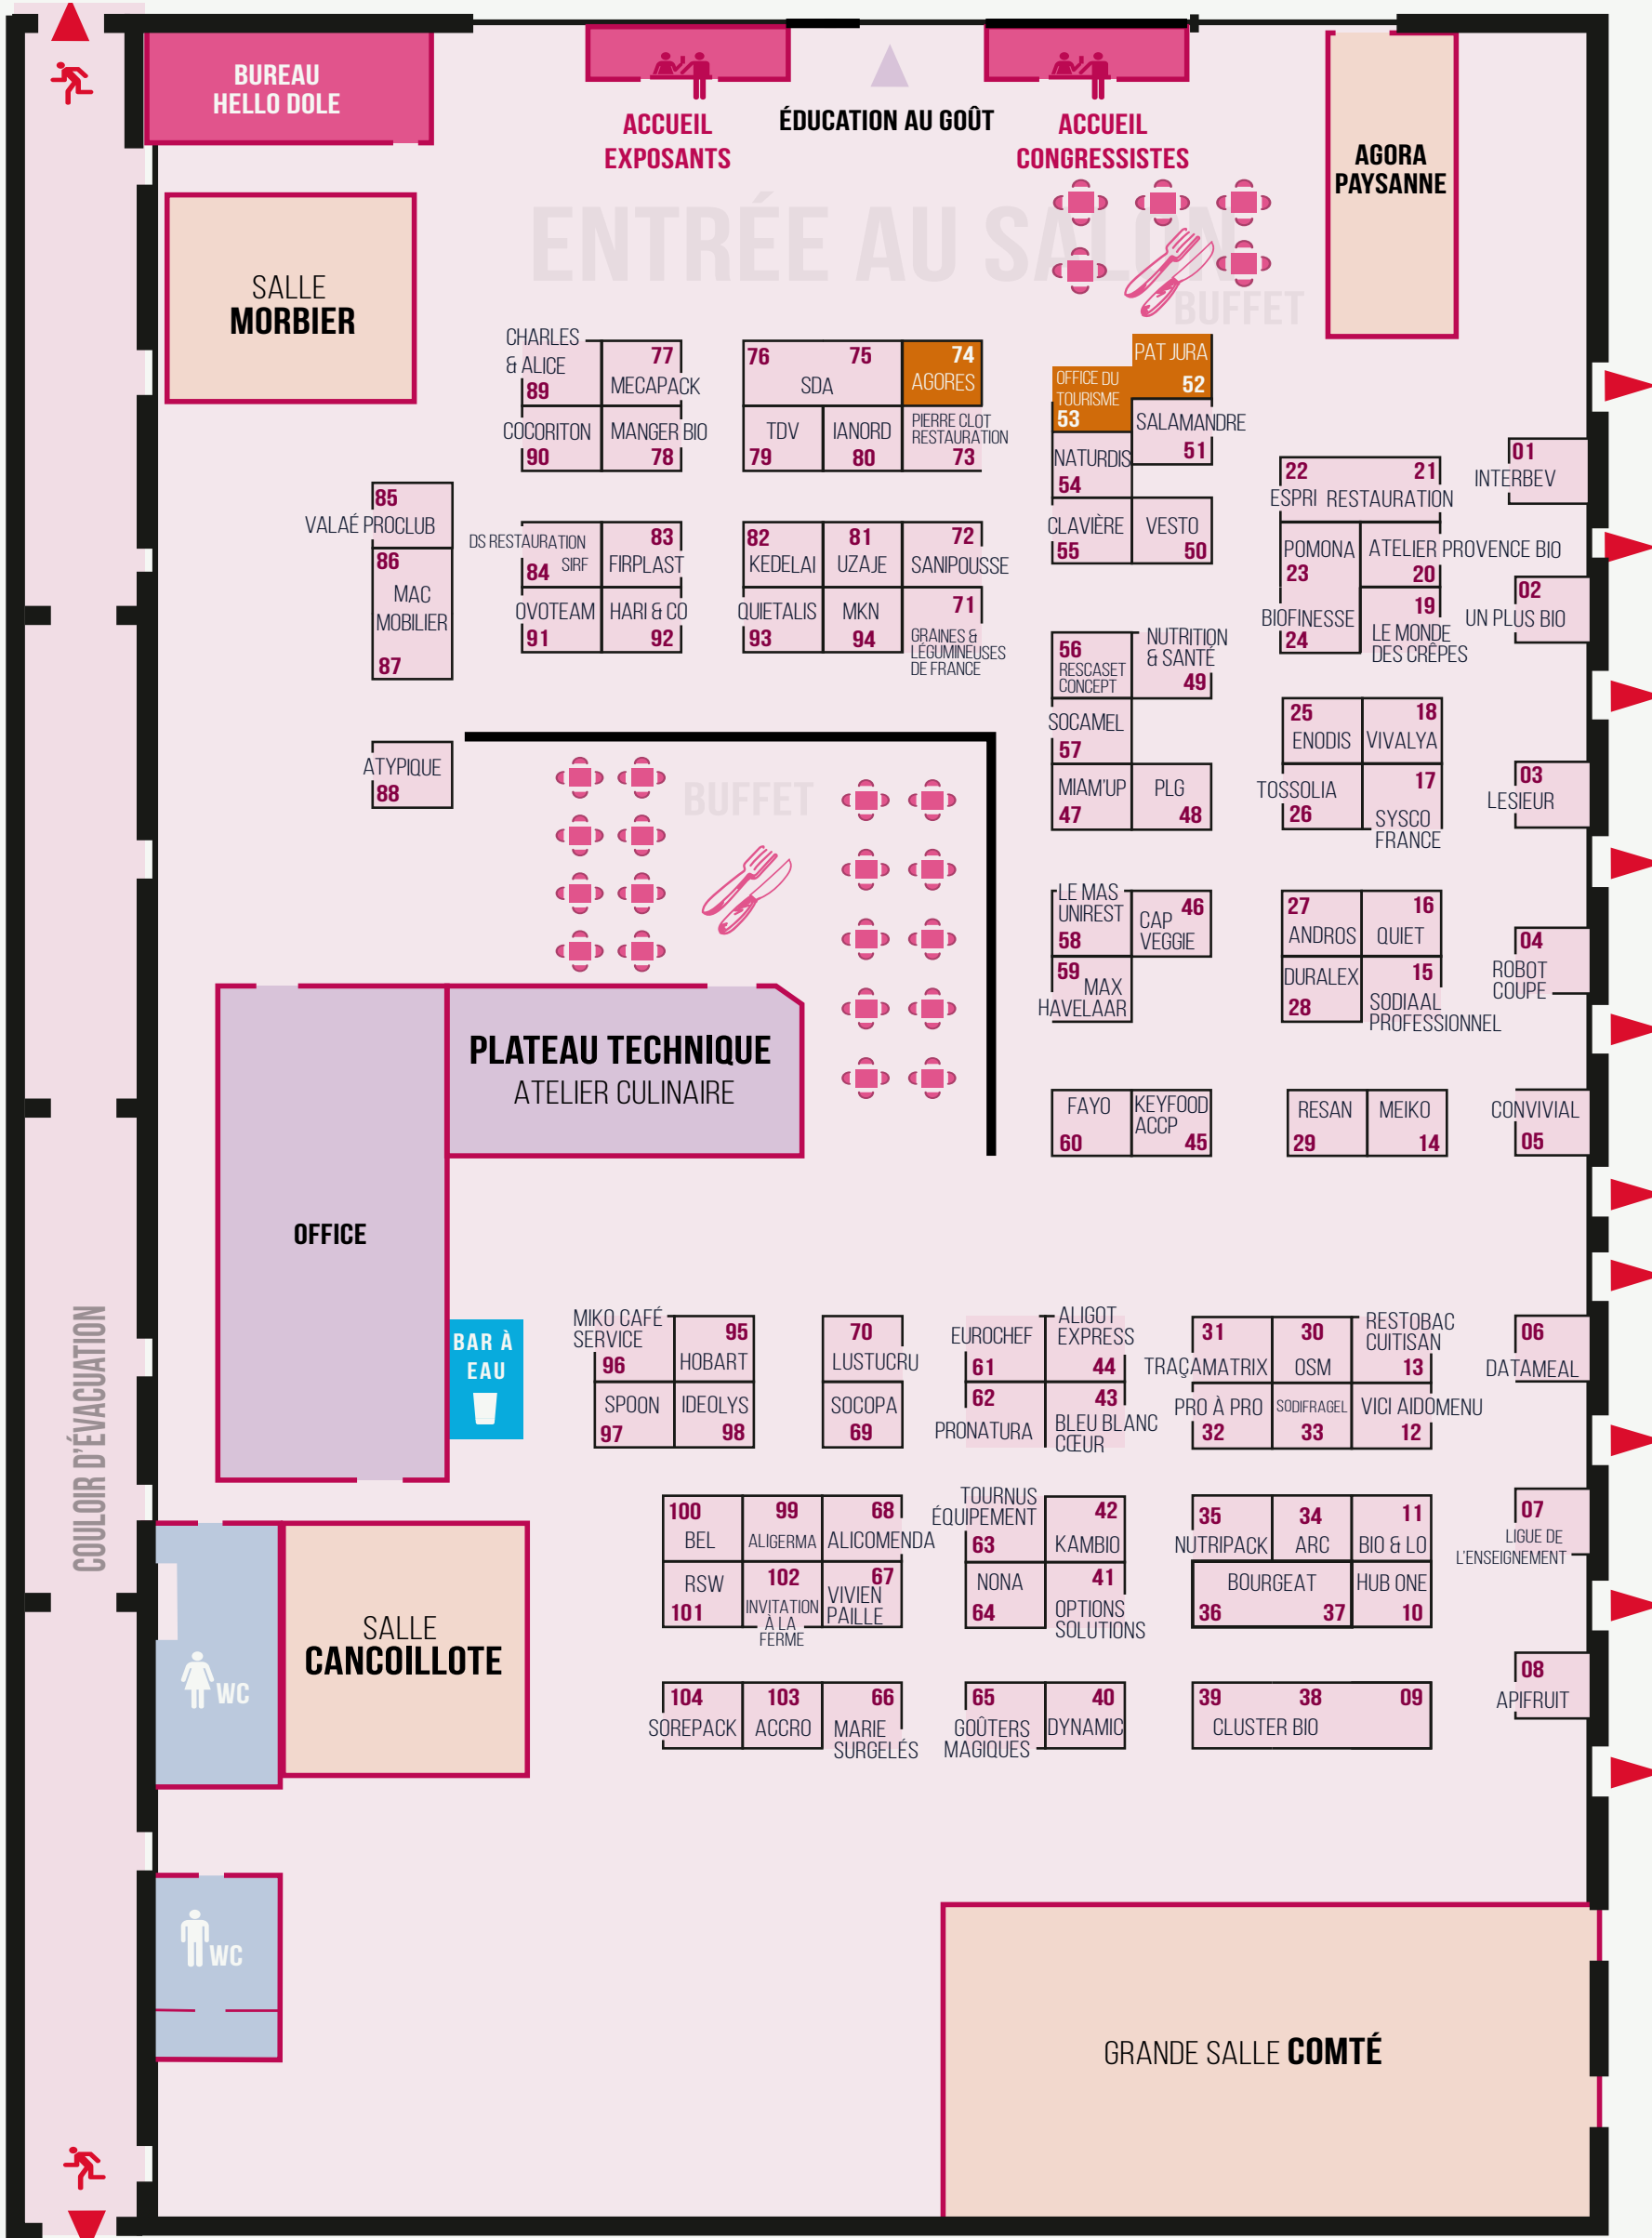 BUREAU
HELLO DOLE
ACCUEIL
EXPOSANTS
ÉDUCATION AU GOÛT
ACCUEIL
CONGRESSISTES
AGORA
PAYSANNE
ENTRÉE AU SALON
BUFFET
SALLE
MORBIER
CHARLES
& ALICE
89
77
MECAPACK
COCORITON
90
MANGER BIO
78
76
75
SDA
74
AGORES
TDV
79
IANORD
80
PIERRE CLOT
RESTAURATION
73
PAT JURA
52
OFFICE DU
TOURISME
53
SALAMANDRE
51
NATURDIS
54
CLAVIÈRE
55
VESTO
50
22
21
ESPRI RESTAURATION
POMONA
23
ATELIER PROVENCE BIO
20
BIOFINESSE
24
19
LE MONDE
DES CRÊPES
01
INTERBEV
02
UN PLUS BIO
85
VALAÉ PROCLUB
86
MAC
MOBILIER
87
DS RESTAURATION
SIRF
84
83
FIRPLAST
OVOTEAM
91
HARI & CO
92
82
KEDELAI
81
UZAJE
72
SANIPOUSSE
QUIETALIS
93
MKN
94
71
GRAINES &
LÉGUMINEUSES
DE FRANCE
56
RESCASET
CONCEPT
NUTRITION
& SANTÉ
49
SOCAMEL
57
MIAM'UP
47
PLG
48
25
ENODIS
18
VIVALYA
TOSSOLIA
26
17
SYSCO
FRANCE
03
LESIEUR
ATYPIQUE
88
BUFFET
LE MAS
UNIREST
58
46
CAP
VEGGIE
59
MAX
HAVELAAR
27
ANDROS
16
QUIET
DURALEX
28
15
SODIAAL
PROFESSIONNEL
04
ROBOT
COUPE
PLATEAU TECHNIQUE
ATELIER CULINAIRE
OFFICE
FAYO
60
KEYFOOD
ACCP
45
RESAN
29
MEIKO
14
CONVIVIAL
05
COULOIR D'ÉVACUATION
BAR À
EAU
MIKO CAFÉ
SERVICE
96
95
HOBART
SPOON
97
IDEOLYS
98
70
LUSTUCRU
SOCOPA
69
EUROCHEF
61
ALIGOT
EXPRESS
44
62
PRONATURA
43
BLEU BLANC
CŒUR
31
TRAÇAMATRIX
30
OSM
RESTOBAC
CUITISAN
13
PRO À PRO
32
SODIFRAGEL
33
VICI AIDOMENU
12
06
DATAMEAL
100
BEL
99
ALIGERMA
68
ALICOMENDA
RSW
101
102
INVITATION
À LA
FERME
67
VIVIEN
PAILLE
TOURNUS
ÉQUIPEMENT
63
42
KAMBIO
NONA
64
41
OPTIONS
SOLUTIONS
35
NUTRIPACK
34
ARC
11
BIO & LO
BOURGEAT
36
37
HUB ONE
10
07
LIGUE DE
L'ENSEIGNEMENT
SALLE
CANCOILLOTE
WC
104
SOREPACK
103
ACCRO
66
MARIE
SURGELÉS
65
GOÛTERS
MAGIQUES
40
DYNAMIC
39
38
09
CLUSTER BIO
08
APIFRUIT
WC
GRANDE SALLE COMTÉ